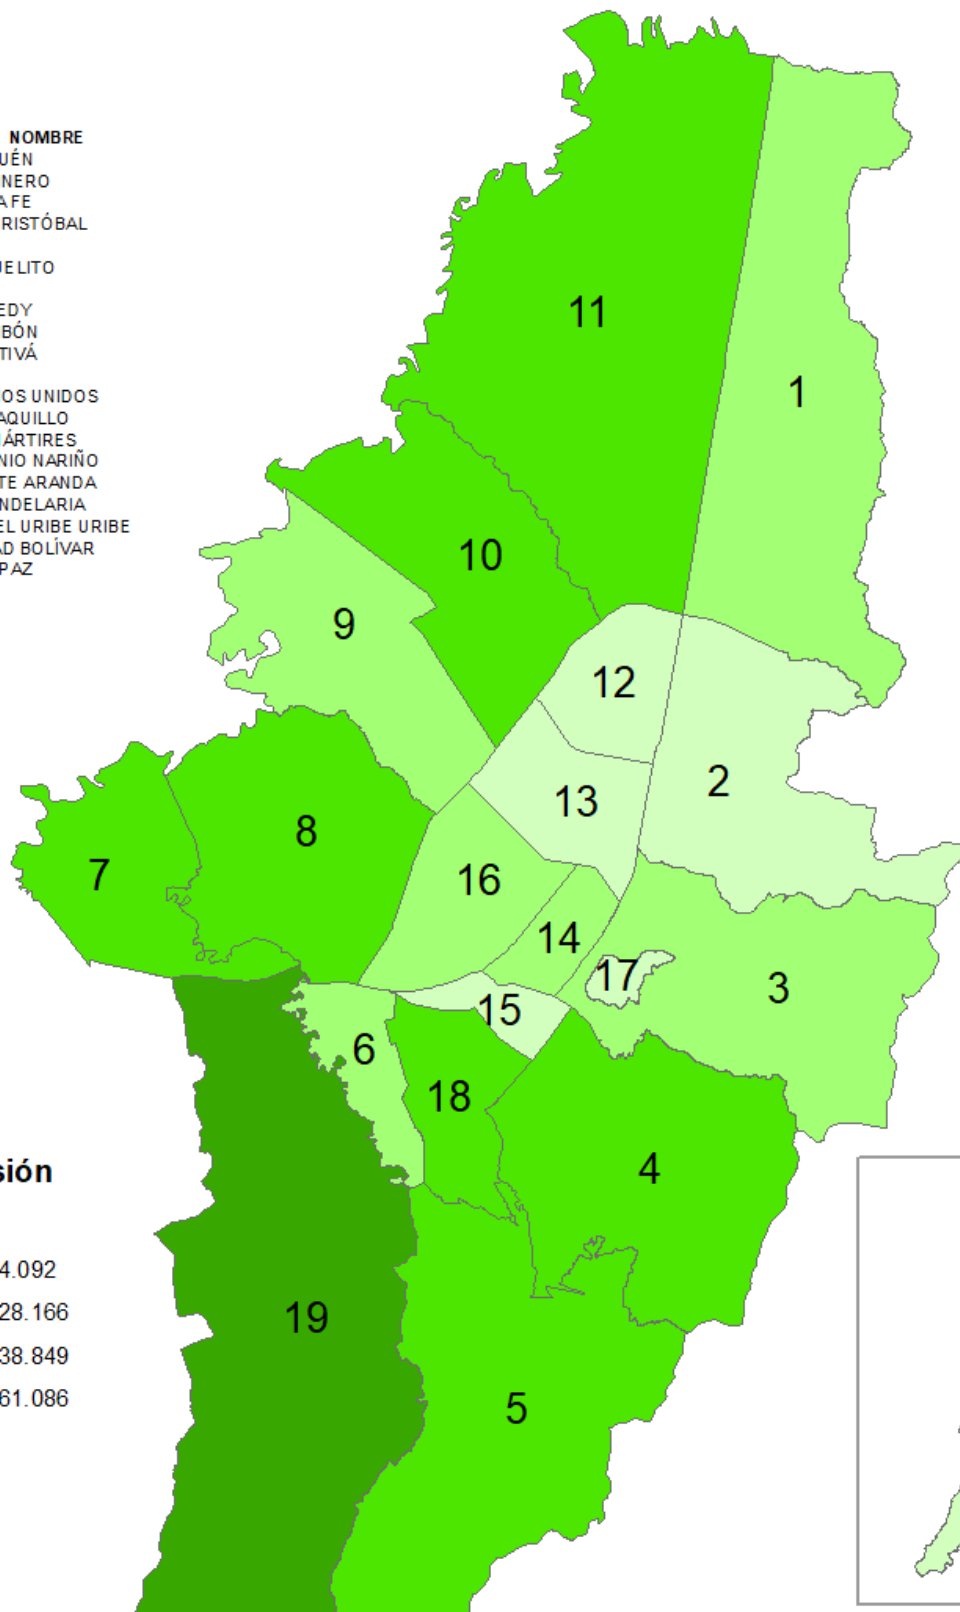 NOMBRE
UÉN
NERO
AFE
RISTÓBAL
UELITO
EDY
BÓN
TIVÁ
OS UNIDOS
AQUILLO
MÁRTIRES
NIO NARIÑO
TE ARANDA
NDELARIA
EL URIBE URIBE
AD BOLÍVAR
PAZ
11
1
10
9
12
2
13
8
7
16
14
17
3
15
6
18
4
sión
4.092
28.166
19
38.849
61.086
5